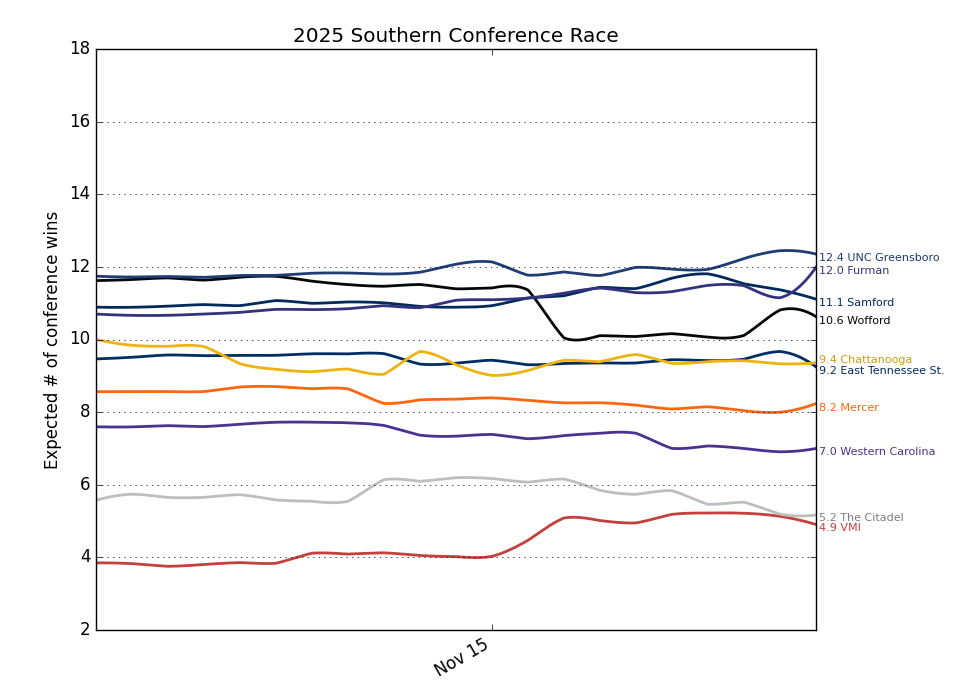 2025 Southern Conference Race
Expected # of conference wins
18
16
14
12
10
8
6
4
2
Nov 15
12.4 UNC Greensboro
12.0 Furman
11.1 Samford
10.6 Wofford
9.4 Chattanooga
9.2 East Tennessee St.
8.2 Mercer
7.0 Western Carolina
5.2 The Citadel
4.9 VMI